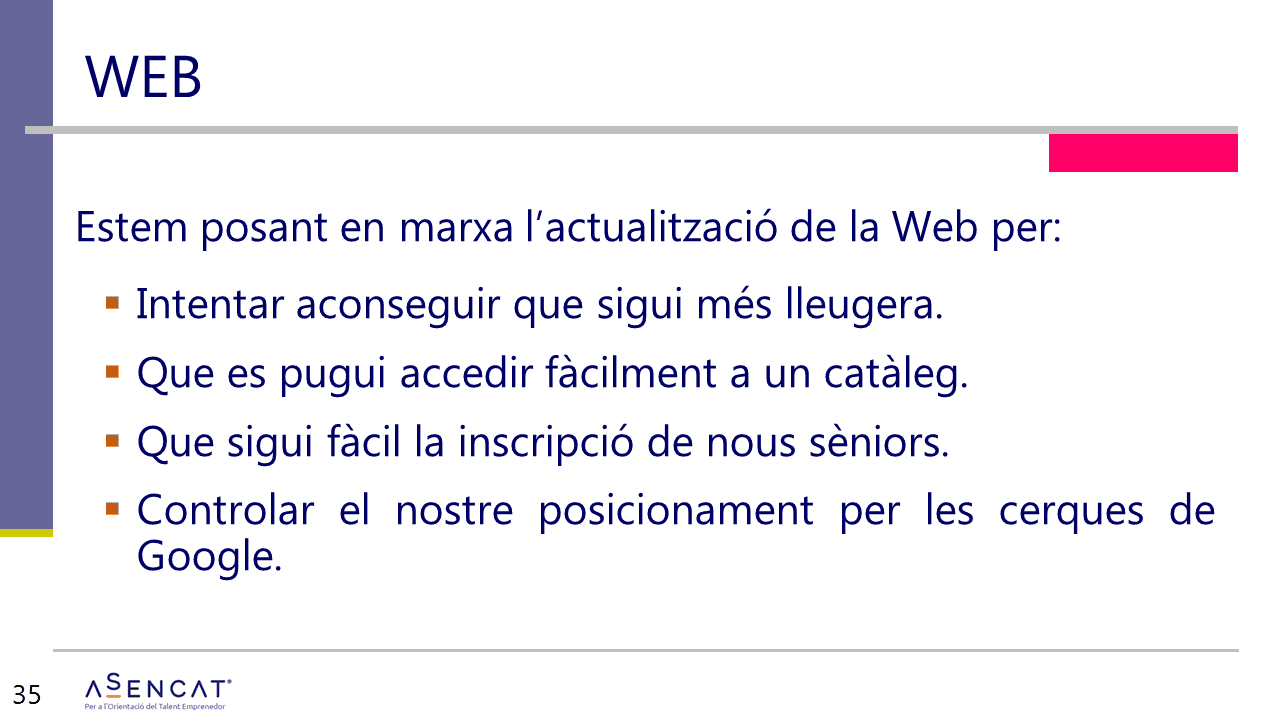 WEB
Estem posant en marxa l’actualització de la Web per:
▪ Intentar aconseguir que sigui més lleugera.
▪ Que es pugui accedir fàcilment a un catàleg.
▪ Que sigui fàcil la inscripció de nous sèniors.
▪ Controlar el nostre posicionament per les cerques de
Google.
35
ASENCAT®
Per a l’Orientació del Talent Emprenedor